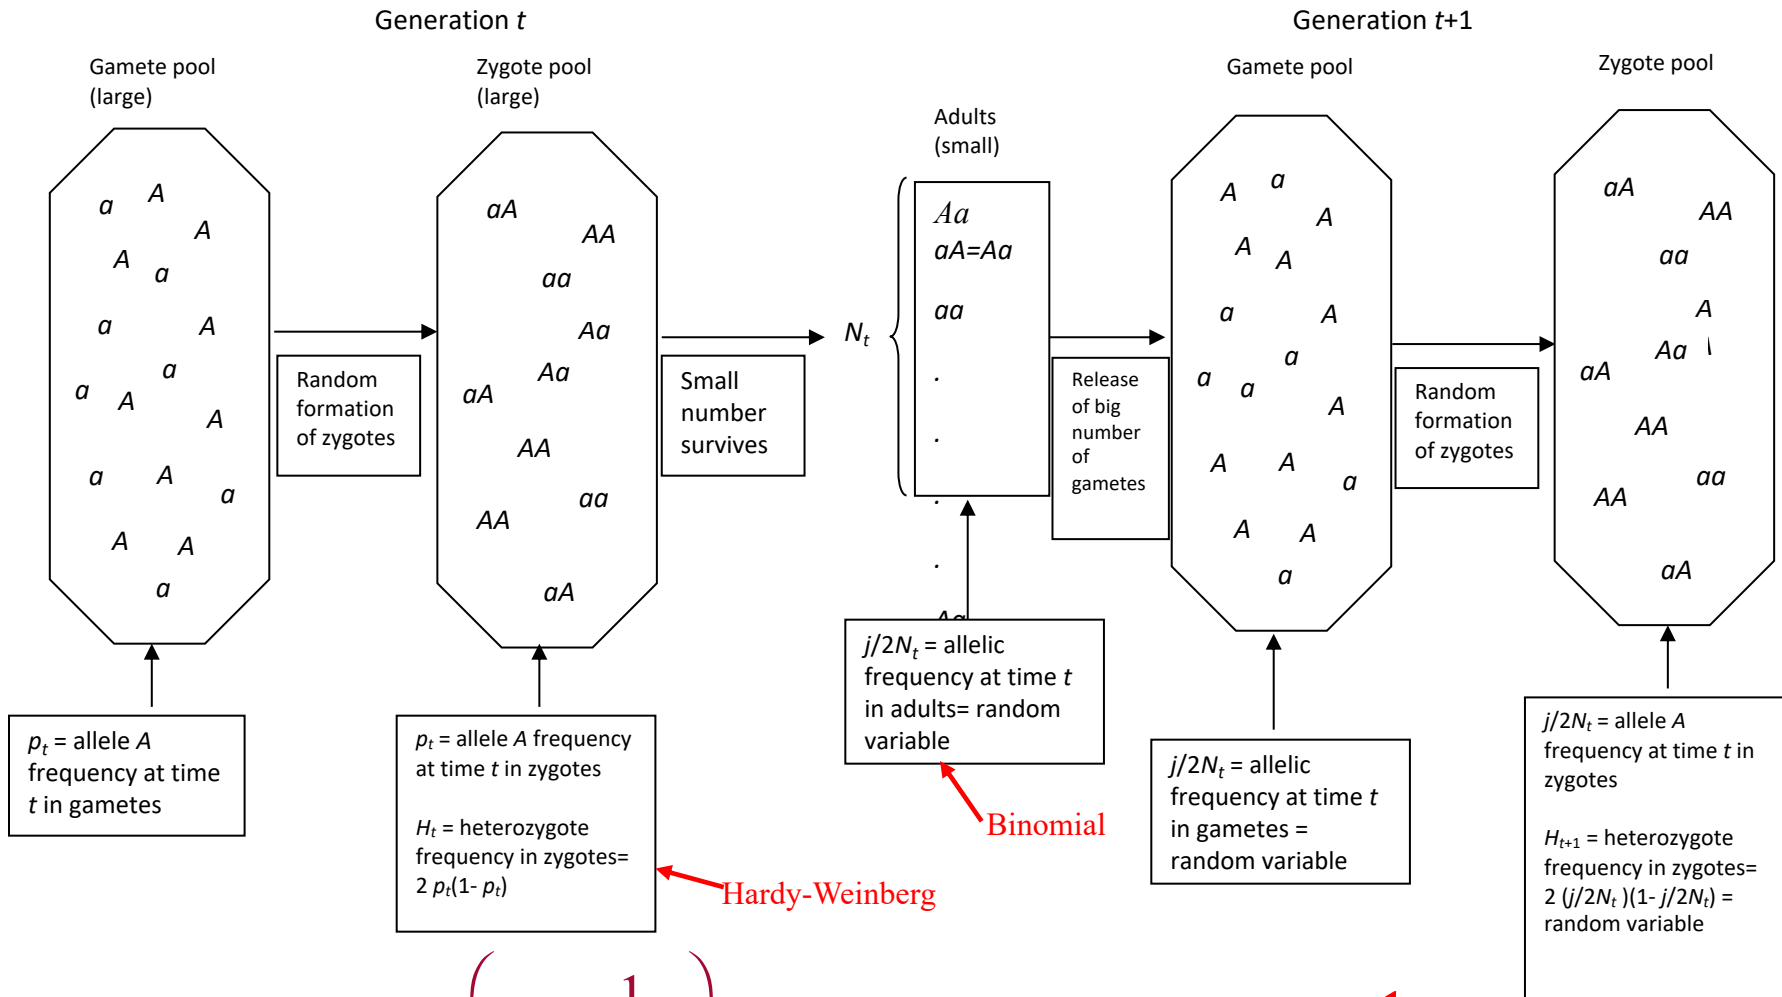 Generation t
Generation t+1
Gamete pool
(large)
Zygote pool
(large)
Adults
(small)
Gamete pool
Zygote pool
a
A
A
A
a
a
A
a
a
A
A
a
A
a
A
A
a
Random
formation
of zygotes
aA
AA
aa
Aa
Aa
aA
AA
aa
AA
aA
Small
number
survives
Nt
Aa
aA=Aa
aa
.
.
.
.
Release
of big
number
of
gametes
A
a
A
A
A
a
A
a
a
a
A
A
A
a
A
A
a
Random
formation
of zygotes
aA
AA
aa
A
Aa
aA
AA
aa
AA
aA
pt = allele A
frequency at time
t in gametes
pt = allele A frequency
at time t in zygotes
Ht = heterozygote
frequency in zygotes=
2 pt(1- pt)
Hardy-Weinberg
j/2Nt = allelic
frequency at time t
in adults= random
variable
Binomial
j/2Nt = allelic
frequency at time t
in gametes =
random variable
j/2Nt = allele A
frequency at time t in
zygotes
Ht+1 = heterozygote
frequency in zygotes=
2 (j/2Nt )(1- j/2Nt) =
random variable